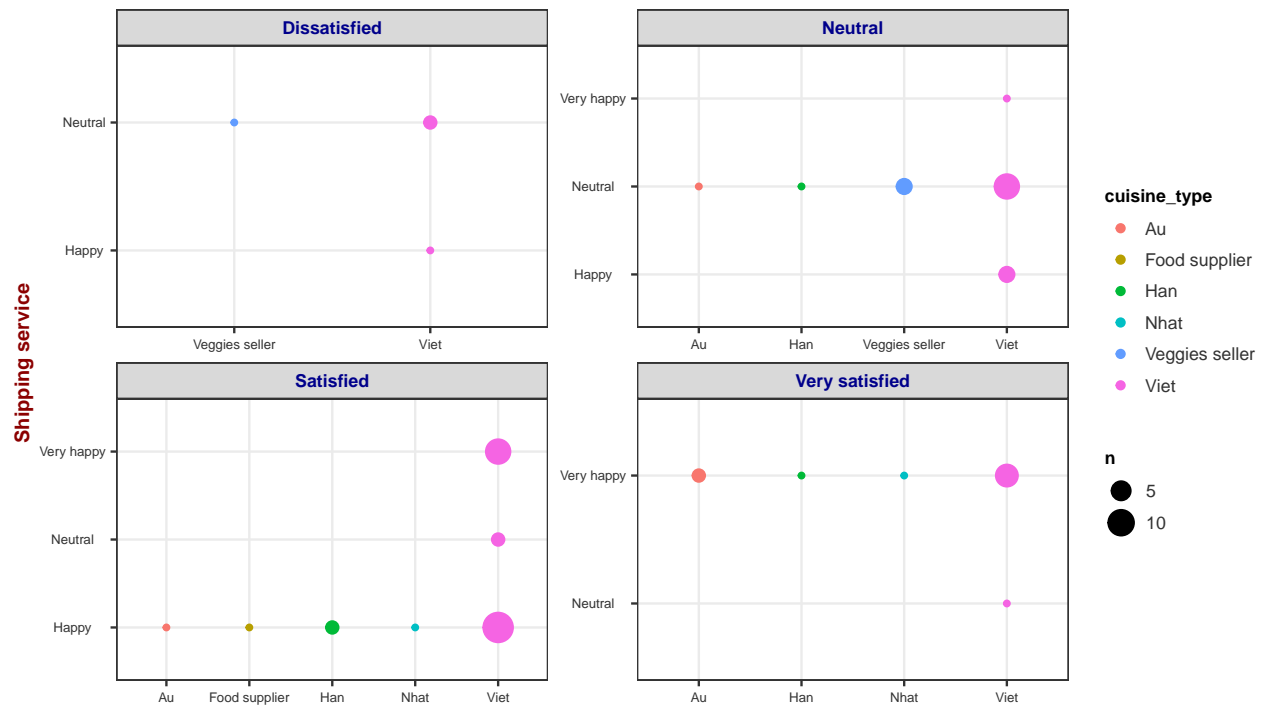 Dissatisfied
Neutral
Happy
Veggies seller
Viet
Neutral
Very happy
Neutral
Happy
Au
Han
Veggies seller
Viet
Satisfied
Very happy
Neutral
Happy
Au
Food supplier
Han
Nhat
Viet
Very satisfied
Very happy
Neutral
Au
Han
Nhat
Viet
Shipping service
cuisine_type
Au
Food supplier
Han
Nhat
Veggies seller
Viet
n
5
10